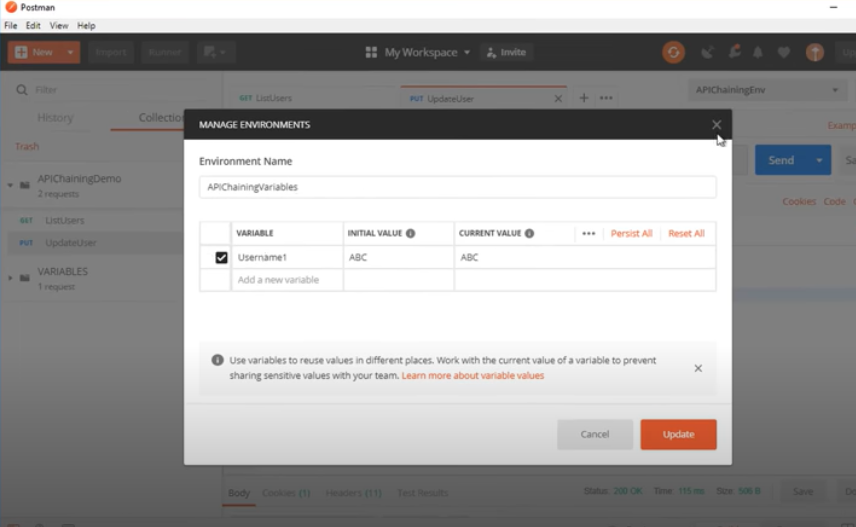 Postman
File Edit View Help
New Import Runner My Workspace Invite
Filter
GET ListUsers PUT UpdateUser APIChainingEnv
History
Trash
MANAGE ENVIRONMENTS
Environment Name
APIChainingVariables
Send
Cookies Code
APIChainingDemo
2 requests
GET ListUsers
PUT UpdateUser
VARIABLES
1 request
VARIABLE INITIAL VALUE CURRENT VALUE Persist All Reset All
Username1 ABC ABC
Add a new variable
Use variables to reuse values in different places. Work with the current value of a variable to prevent
sharing sensitive values with your team. Learn more about variable values
Cancel Update
Body Cookies (1) Headers (11) Test Results Status: 200 OK Time: 115 ms Size: 500 B Save